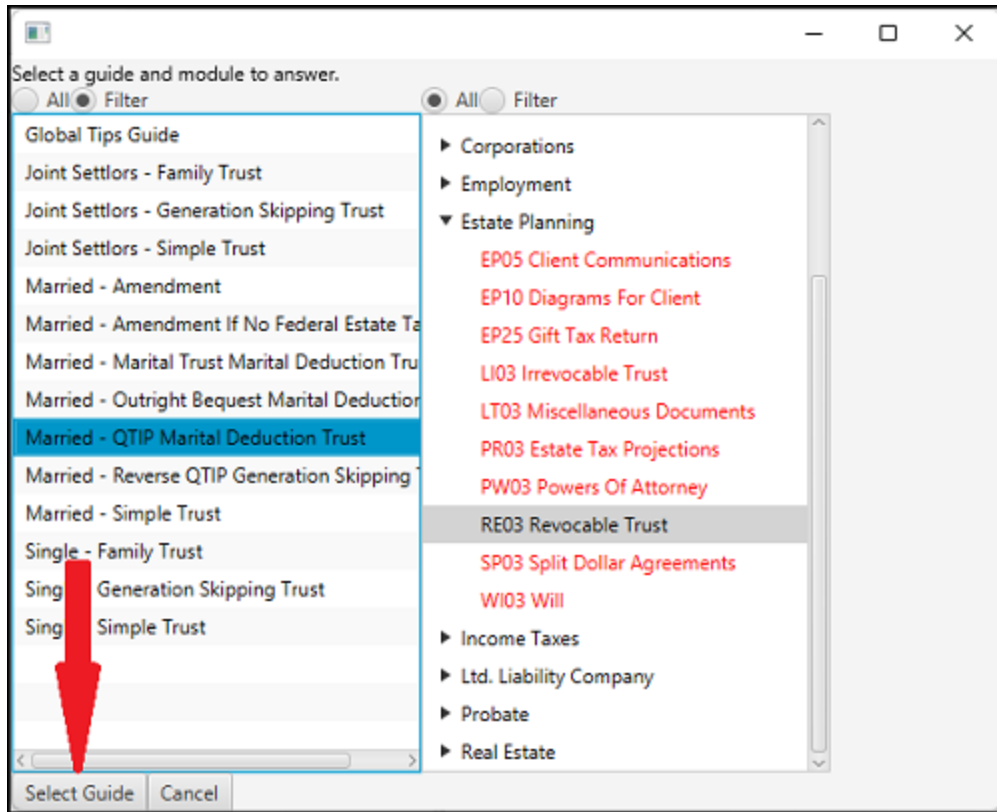 Select a guide and module to answer.
All Filter
Global Tips Guide
Joint Settlors - Family Trust
Joint Settlors - Generation Skipping Trust
Joint Settlors - Simple Trust
Married - Amendment
Married - Amendment If No Federal Estate Ta
Married - Marital Trust Marital Deduction Tru
Married - Outright Bequest Marital Deduction
Married - QTIP Marital Deduction Trust
Married - Reverse QTIP Generation Skipping
Married - Simple Trust
Single - Family Trust
Sing Generation Skipping Trust
Sing Simple Trust
All Filter
Corporations
Employment
Estate Planning
EP05 Client Communications
EP10 Diagrams For Client
EP25 Gift Tax Return
LI03 Irrevocable Trust
LT03 Miscellaneous Documents
PR03 Estate Tax Projections
PW03 Powers Of Attorney
RE03 Revocable Trust
SP03 Split Dollar Agreements
WI03 Will
Income Taxes
Ltd. Liability Company
Probate
Real Estate
Select Guide Cancel